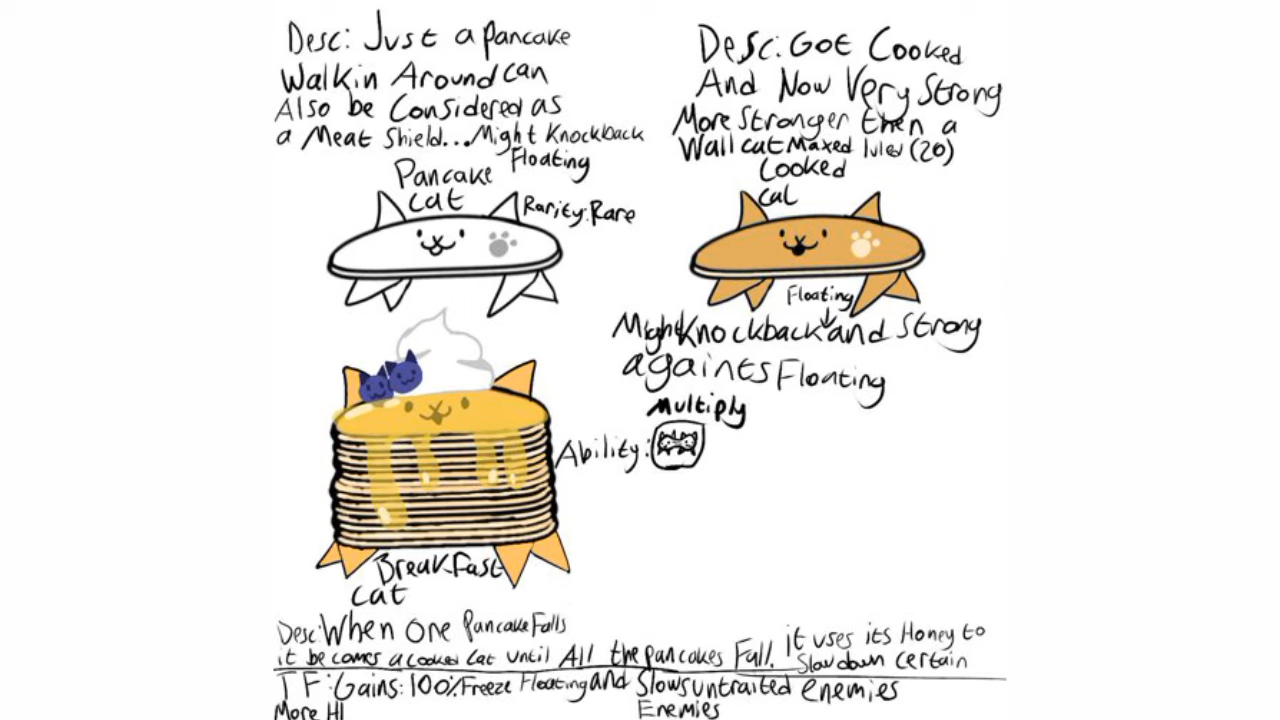 Desc: Just a pancake
Walkin Around can
Also be Considered as
a Meat Shield...Might Knockback
Floating
Pancake
cat
Rarity: Rare
Desc: Got Cooked
And Now Very Strong
More Stronger then a
Wall cat Maxed (20)
Cooked
Cat
Floating
Might Knockback and Strong
againts Floating
Multiply
Ability:
Breakfast
Cat
Desc: When One Pancake Falls
it becomes a Cooked Cat until All the pancakes Fall. it uses its Honey to
Slow down certain
enemies
TF: Gains: 100% Freeze Floating and Slows untraited
Enemies
More